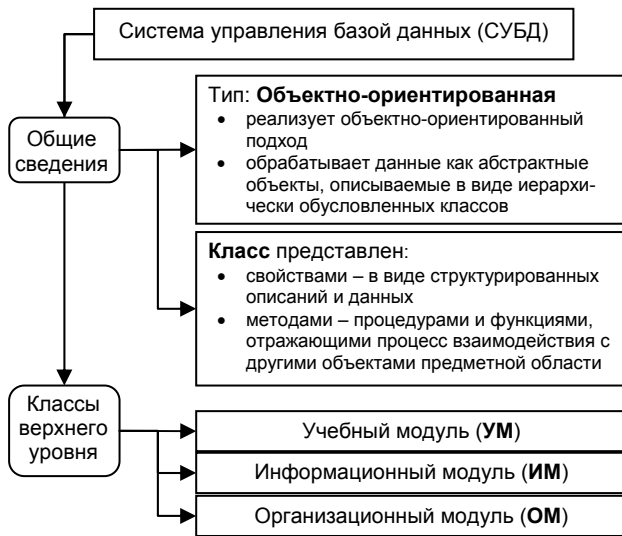 Система управления базой данных (СУБД)
Общие
сведения
Тип: Объектно-ориентированная
• реализует объектно-ориентированный
подход
• обрабатывает данные как абстрактные
объекты, описываемые в виде иерархи-
чески обусловленных классов
Класс представлен:
• свойствами – в виде структурированных
описаний и данных
• методами – процедурами и функциями,
отражающими процесс взаимодействия с
другими объектами предметной области
Классы
верхнего
уровня
Учебный модуль (УМ)
Информационный модуль (ИМ)
Организационный модуль (ОМ)